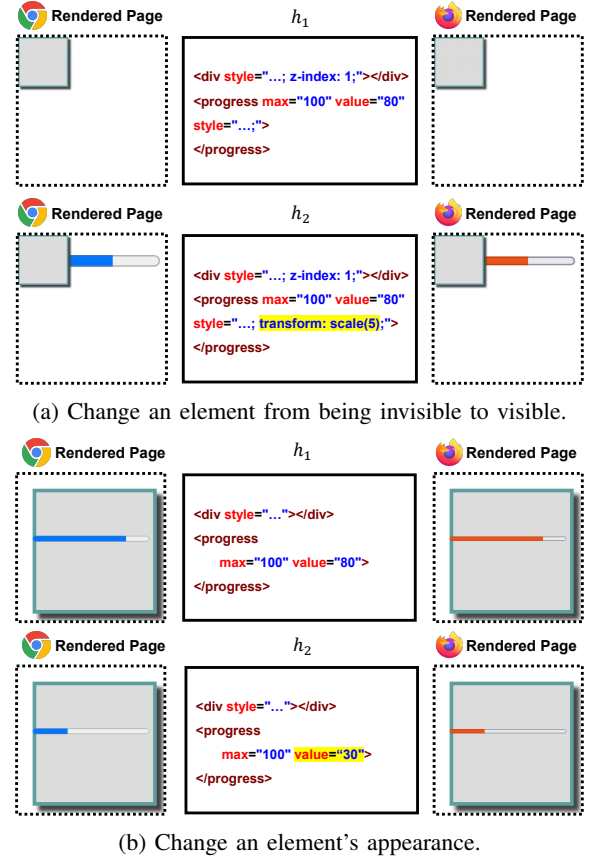 Rendered Page h₁ Rendered Page
<div style="...; z-index: 1;"></div>
<progress max="100" value="80"
style="...;">
</progress>
Rendered Page h₂ Rendered Page
<div style="...; z-index: 1;"></div>
<progress max="100" value="80"
style="...; transform: scale(5);">
</progress>
(a) Change an element from being invisible to visible.
Rendered Page h₁ Rendered Page
<div style="..."></div>
<progress
max="100" value="80">
</progress>
Rendered Page h₂ Rendered Page
<div style="..."></div>
<progress
max="100" value=“30">
</progress>
(b) Change an element's appearance.